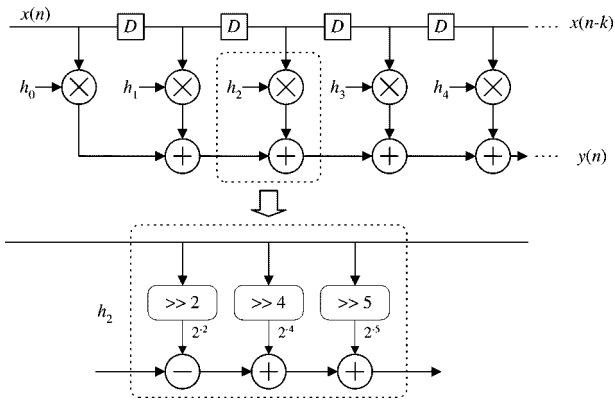 x(n) D D D D x(n-k)
h0 × h1 × h2 × h3 × h4 ×
+ + + + y(n)
h2 >> 2 >> 4 >> 5
2-2 2-4 2-5
− + +